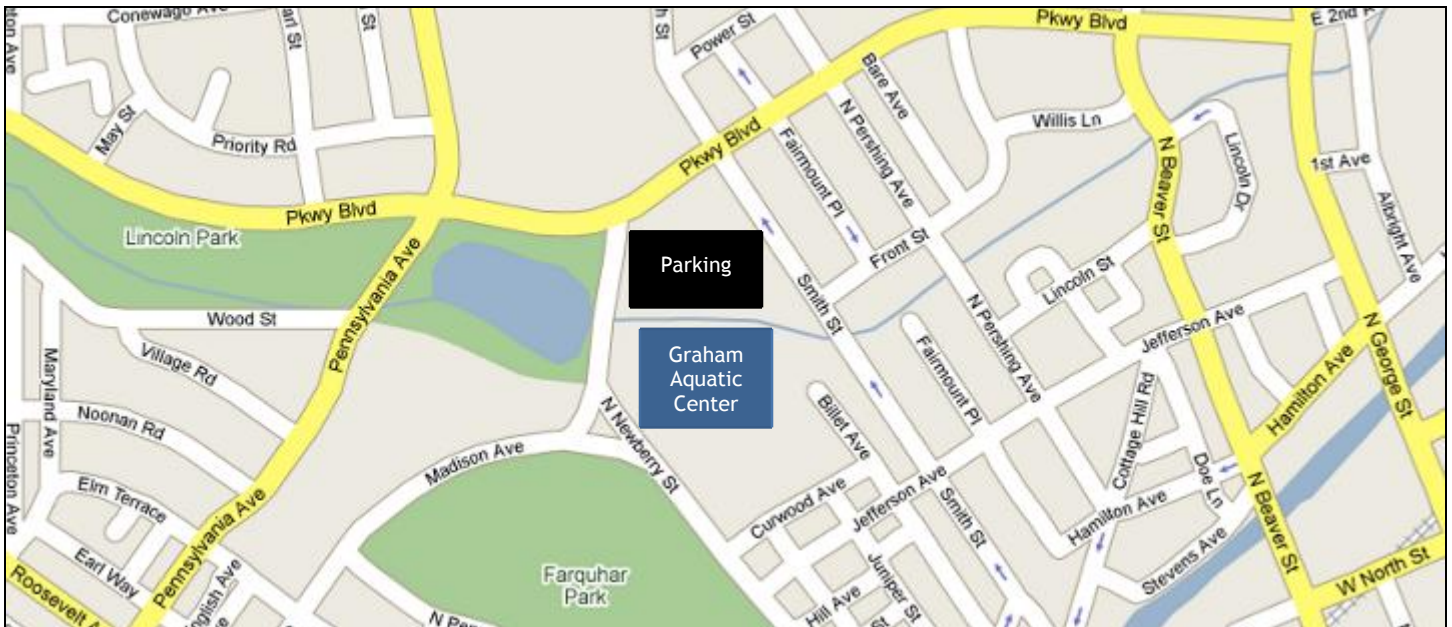 Conewago Ave
St
h St
Power St
Pkwy Blvd
E 2nd
May St
Priority Rd
Bare Ave
N Pershing Ave
Willis Ln
Lincoln Dr
1st Ave
Albright Ave
Pkwy Blvd
Fairmount Pl
N Beaver St
Pkwy Blvd
Lincoln Park
Pennsylvania Ave
Parking
Front St
Smith St
Lincoln St
N Pershing Ave
Jefferson Ave
N George St
Wood St
Village Rd
Maryland Ave
Graham
Aquatic
Center
Fairmount Pl
Billet Ave
Hamilton Ave
Cottage Hill Rd
Noonan Rd
Princeton Ave
Madison Ave
N Newberry St
Doe Ln
N Beaver St
Elm Terrace
Pennsylvania Ave
Curwood Ave
Jefferson Ave
Smith St
Hamilton Ave
Stevens Ave
W North St
Earl Way
Farquhar
Park
Juniper St
Hill Ave
St